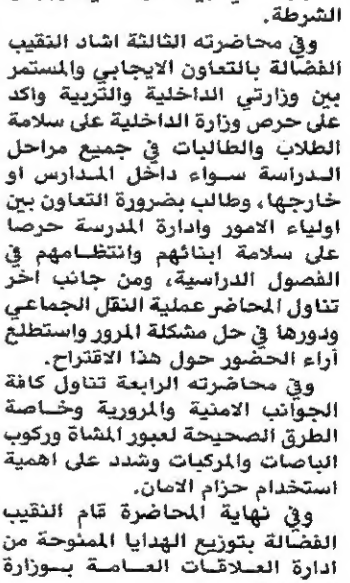 الشرطة.
وفي محاضرته الثالثة اشاد النقيب
الفضالة بالتعاون الايجابي والمستمر
بين وزارتي الداخلية والتربية واكد
على حرص وزارة الداخلية على سلامة
الطلاب والطالبات في جميع مراحل
الدراسة سواء داخل المدارس او
خارجها، وطالب بضرورة التعاون بين
اولياء الامور وادارة المدرسة حرصا
على سلامة ابنائهم وانتظامهم في
الفصول الدراسية، ومن جانب آخر
تناول المحاضر عملية النقل الجماعي
ودورها في حل مشكلة المرور واستطلع
آراء الحضور حول هذا الاقتراح.
وفي محاضرته الرابعة تناول كافة
الجوانب الامنية والمرورية وخاصة
الطرق الصحيحة لعبور المشاة وركوب
الباصات والمركبات وشدد على اهمية
استخدام حزام الامان.
وفي نهاية المحاضرة قام النقيب
الفضالة بتوزيع الهدايا الممنوحة من
ادارة العلاقات العامة بوزارة